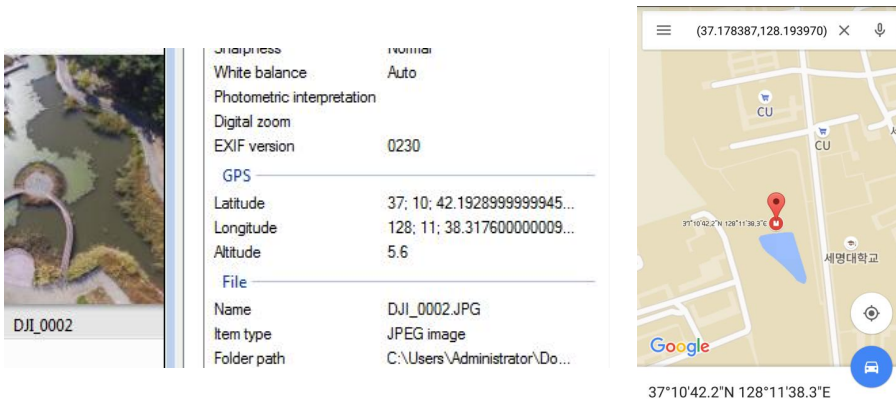 Sharpness Normal
White balance Auto
Photometric interpretation
Digital zoom
EXIF version 0230
GPS
Latitude 37; 10; 42.1928999999945...
Longitude 128; 11; 38.317600000009...
Altitude 5.6
File
Name DJI_0002.JPG
Item type JPEG image
Folder path C:\Users\Administrator\Do...
DJI_0002
(37.178387,128.193970)
CU
CU
세
37°10'42.2"N 128°11'38.3"E
M
세명대학교
Google
37°10'42.2"N 128°11'38.3"E